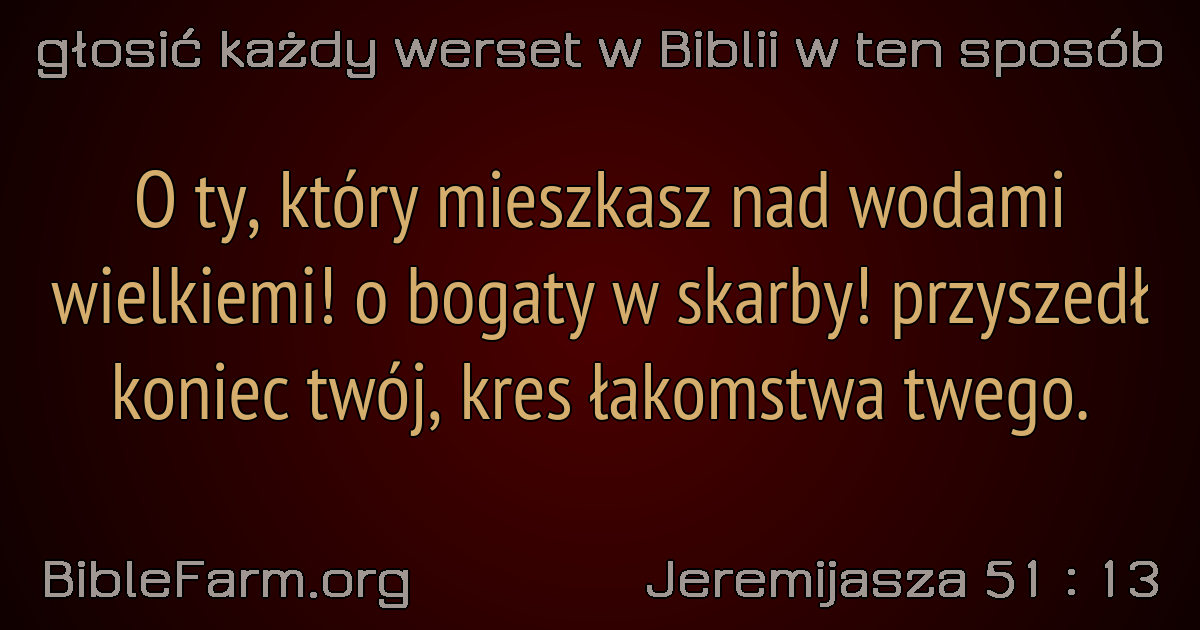 głosić każdy werset w Biblii w ten sposób
O ty, który mieszkasz nad wodami
wielkiemi! o bogaty w skarby! przyszedł
koniec twój, kres łakomstwa twego.
BibleFarm.org
Jeremijasza 51 : 13